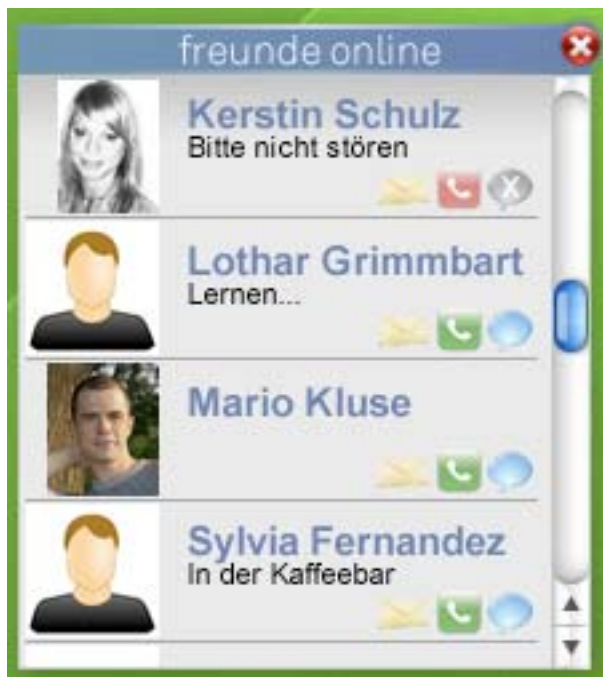 freunde online
Kerstin Schulz
Bitte nicht stören
Lothar Grimmbart
Lernen...
Mario Kluse
Sylvia Fernandez
In der Kaffeebar